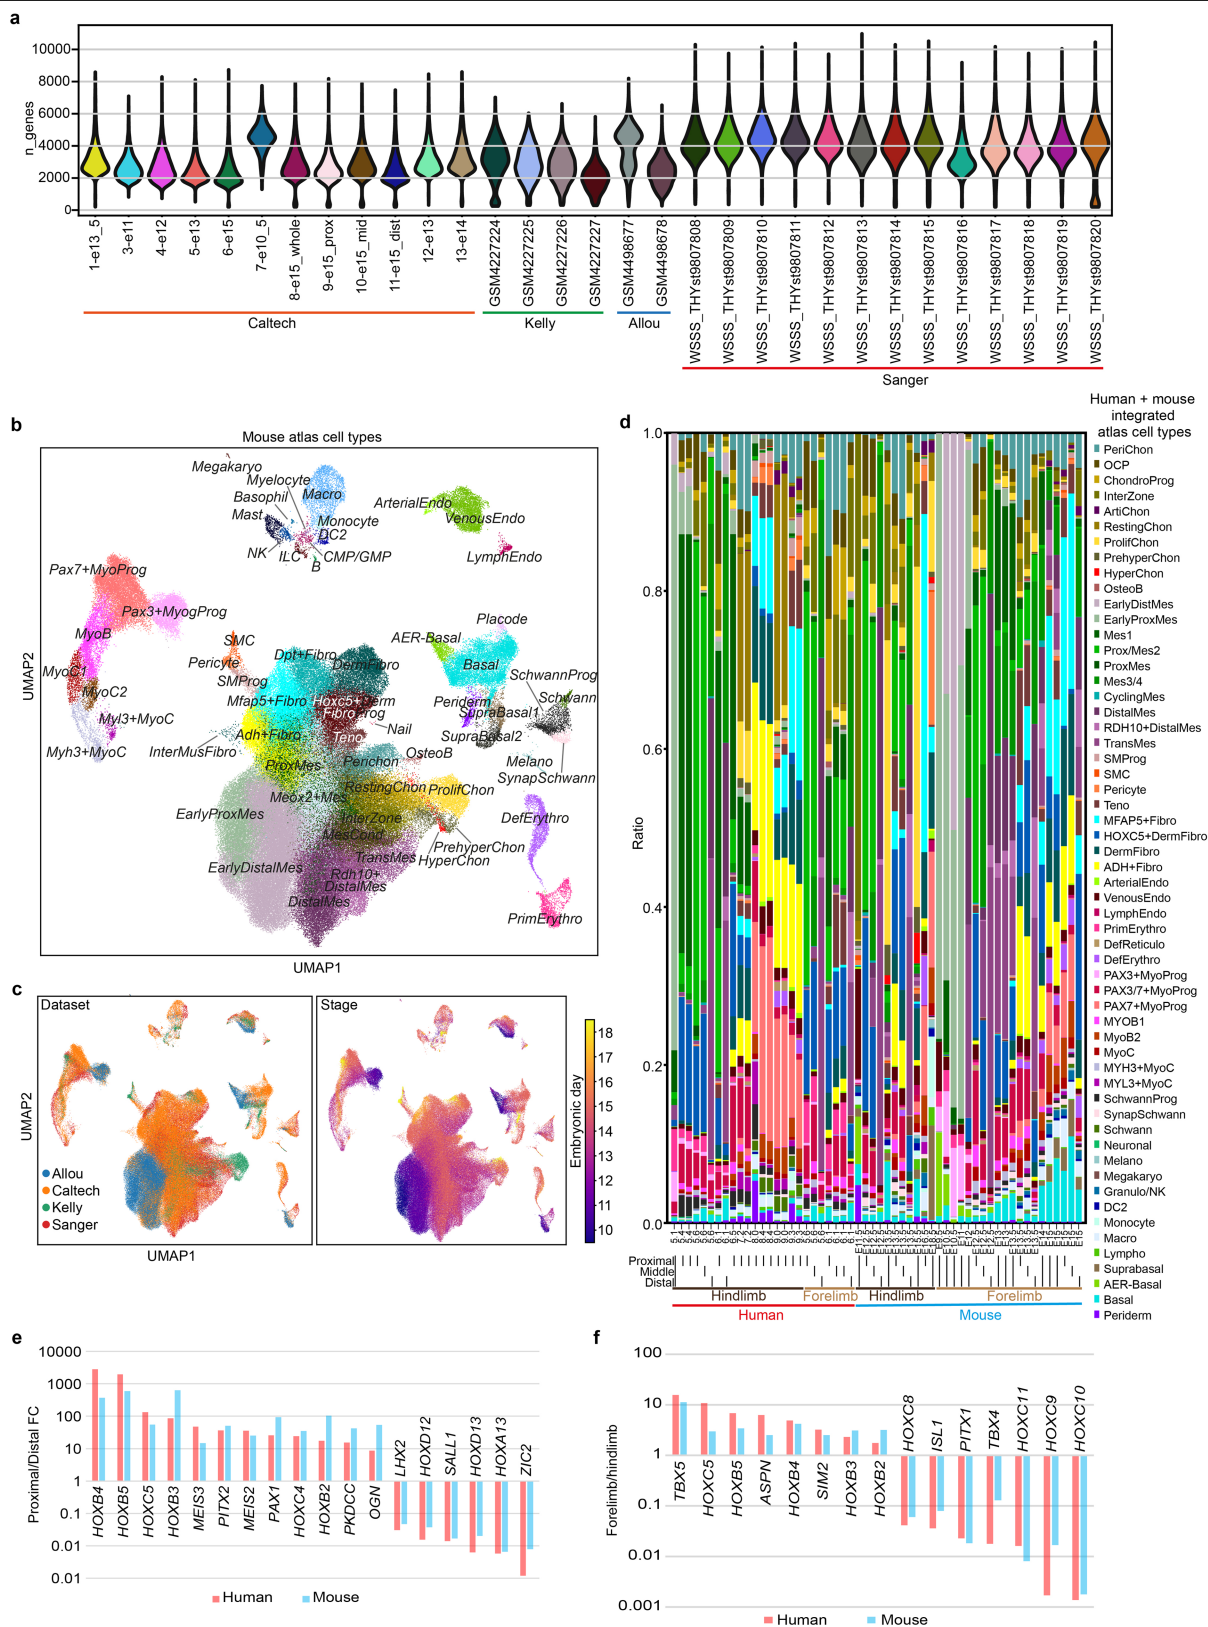 a
n_genes
10000
8000
6000
4000
2000
0
1-e13_5
3-e11
4-e12
5-e13
6-e15
7-e10_5
8-e15_whole
9-e15_prox
10-e15_mid
11-e15_dist
12-e13
13-e14
GSM4227224
GSM4227225
GSM4227226
GSM4227227
GSM4498677
GSM4498678
WSSS_THYst9807808
WSSS_THYst9807809
WSSS_THYst9807810
WSSS_THYst9807811
WSSS_THYst9807812
WSSS_THYst9807813
WSSS_THYst9807814
WSSS_THYst9807815
WSSS_THYst9807816
WSSS_THYst9807817
WSSS_THYst9807818
WSSS_THYst9807819
WSSS_THYst9807820
Caltech
Kelly
Allou
Sanger
b
Mouse atlas cell types
UMAP2
UMAP1
Megakaryo
Myelocyte
Basophil
Macro
Mast
Monocyte
DC2
NK
ILC
CMP/GMP
B
ArterialEndo
VenousEndo
LymphEndo
Pax7+MyoProg
Pax3+MyogProg
MyoB
MyoC1
MyoC2
Myl3+MyoC
Myh3+MyoC
SMC
Pericyte
SMProg
Dpt+Fibro
DermFibro
Mfap5+Fibro
Hoxc5+Derm
FibroProg
Adh+Fibro
Teno
Nail
InterMusFibro
ProxMes
Perichon
OsteoB
Meox2+Mes
RestingChon
ProlifChon
EarlyProxMes
InterZone
MesCond
PrehyperChon
TransMes
HyperChon
EarlyDistalMes
Rdh10+
DistalMes
DistalMes
Placode
AER-Basal
Basal
SchwannProg
Periderm
Schwann
SupraBasal1
SupraBasal2
Melano
SynapSchwann
DefErythro
PrimErythro
c
Dataset
Stage
Allou
Caltech
Kelly
Sanger
UMAP2
UMAP1
18
17
16
15
14
13
12
11
10
Embryonic day
d
Ratio
1.0
0.8
0.6
0.4
0.2
0.0
Proximal
Middle
Distal
Hindlimb
Forelimb
Hindlimb
Forelimb
Human
Mouse
Human + mouse
integrated
atlas cell types
PeriChon
OCP
ChondroProg
InterZone
ArtiChon
RestingChon
ProlifChon
PrehyperChon
HyperChon
OsteoB
EarlyDistMes
EarlyProxMes
Mes1
Prox/Mes2
ProxMes
Mes3/4
CyclingMes
DistalMes
RDH10+DistalMes
TransMes
SMProg
SMC
Pericyte
Teno
MFAP5+Fibro
HOXC5+DermFibro
DermFibro
ADH+Fibro
ArterialEndo
VenousEndo
LymphEndo
PrimErythro
DefReticulo
DefErythro
PAX3+MyoProg
PAX3/7+MyoProg
PAX7+MyoProg
MYOB1
MyoB2
MyoC
MYH3+MyoC
MYL3+MyoC
SchwannProg
SynapSchwann
Schwann
Neuronal
Melano
Megakaryo
Granulo/NK
DC2
Monocyte
Macro
Lympho
Suprabasal
AER-Basal
Basal
Periderm
e
Proximal/Distal FC
10000
1000
100
10
1
0.1
0.01
0.01
HOXB4
HOXB5
HOXC5
HOXB3
MEIS3
PITX2
MEIS2
PAX1
HOXC4
HOXB2
PKDCC
OGN
LHX2
HOXD12
SALL1
HOXD13
HOXA13
ZIC2
Human
Mouse
f
Forelimb/hindlimb
100
10
1
0.1
0.01
0.001
TBX5
HOXC5
HOXB5
ASPN
HOXB4
SIM2
HOXB3
HOXB2
HOXC8
ISL1
PITX1
TBX4
HOXC11
HOXC9
HOXC10
Human
Mouse